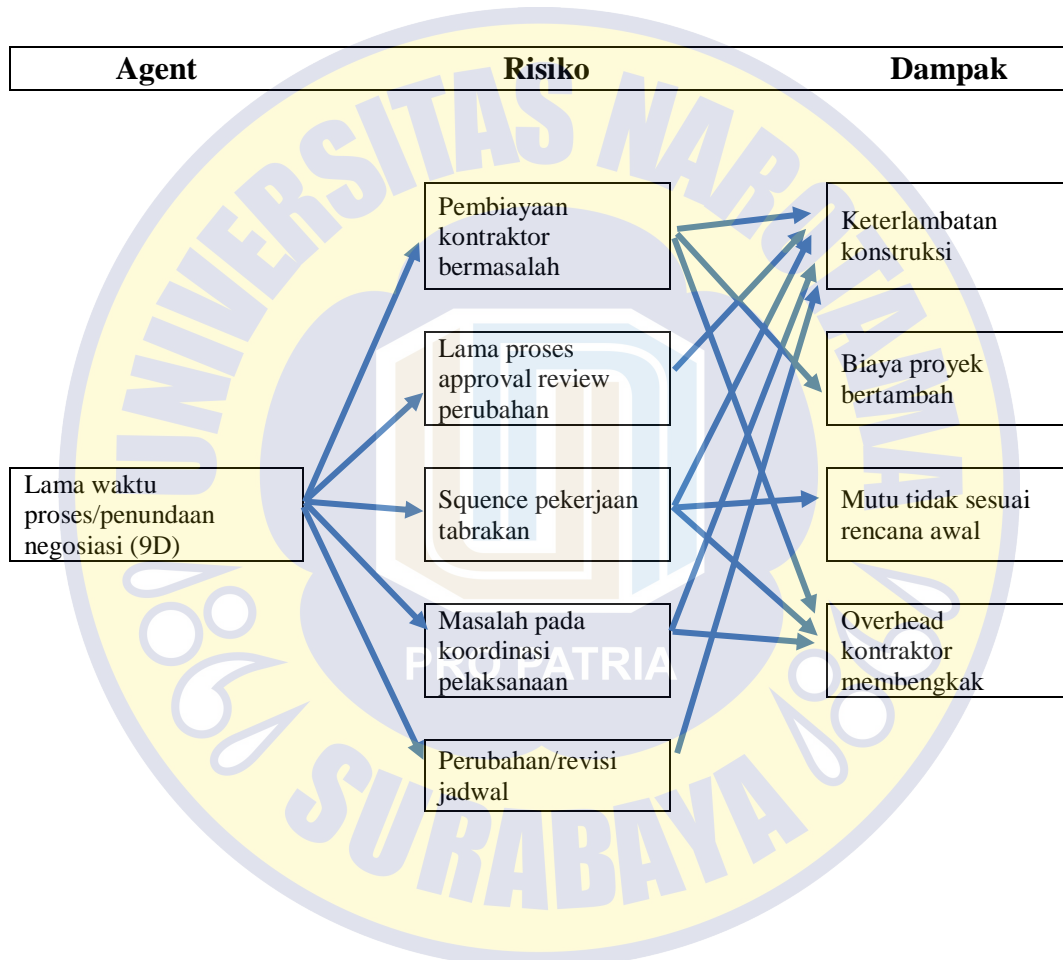 Agent Risiko Dampak
Pembiayaan
kontraktor
bermasalah
Keterlambatan
konstruksi
Lama proses
approval review
perubahan
Biaya proyek
bertambah
Lama waktu
proses/penundaan
negosiasi (9D)
Squence pekerjaan
tabrakan
Mutu tidak sesuai
rencana awal
Masalah pada
koordinasi
pelaksanaan
Overhead
kontraktor
membengkak
Perubahan/revisi
jadwal
UNIVERSITAS NAROTAMA
PRO PATRIA
SURABAYA